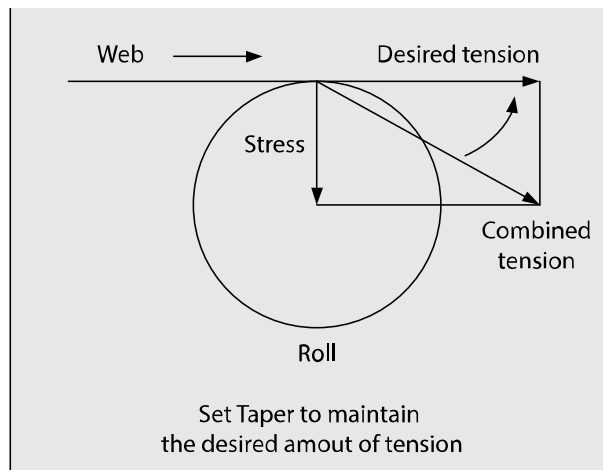 Web
Desired tension
Stress
Combined
tension
Roll
Set Taper to maintain
the desired amout of tension